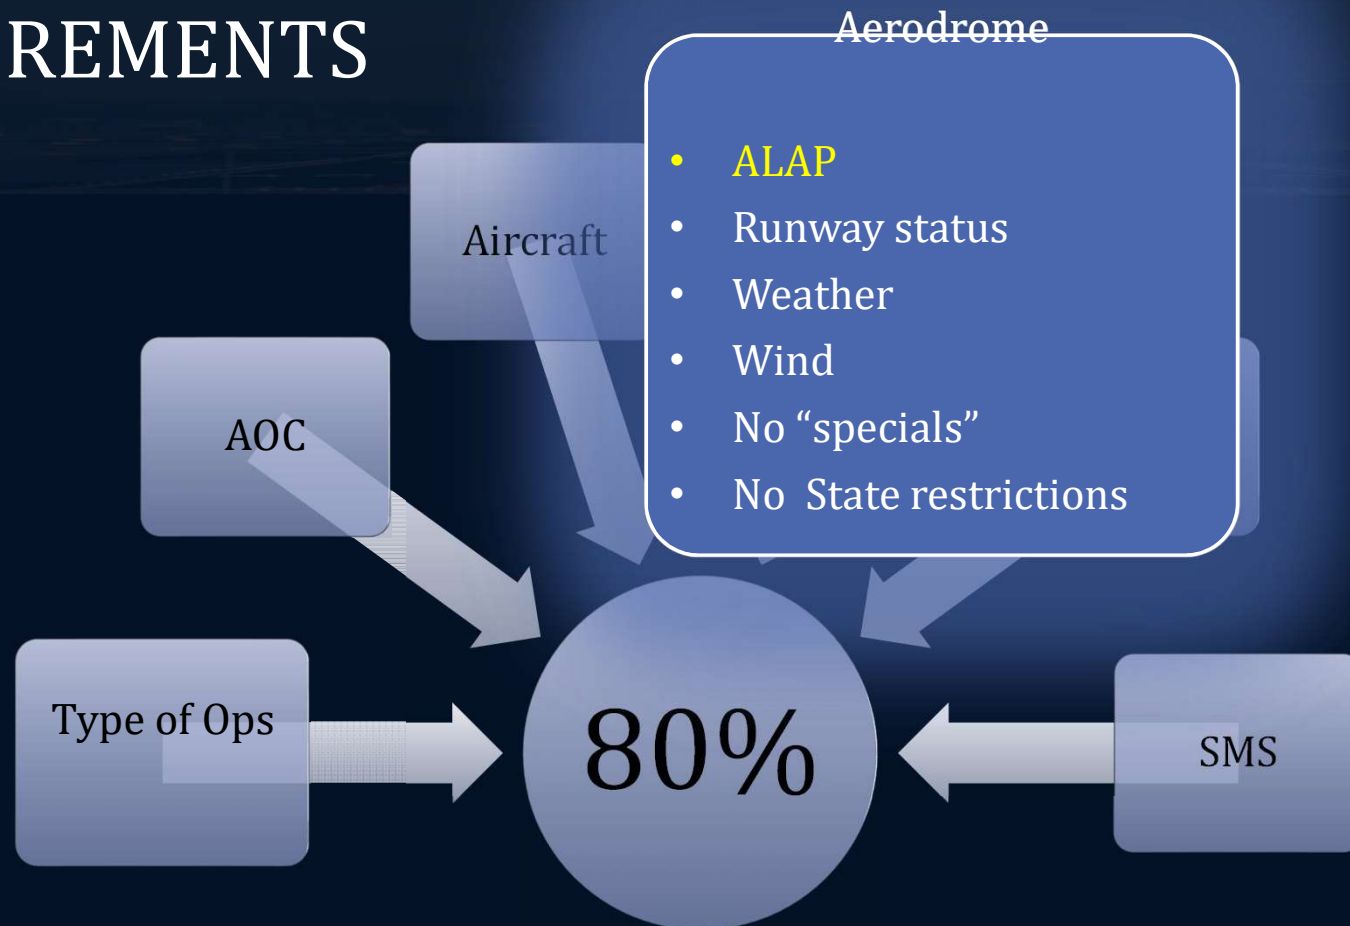 REMENTS
Aerodrome
• ALAP
• Runway status
• Weather
• Wind
• No “specials”
• No State restrictions
Aircraft
AOC
Type of Ops
80%
SMS